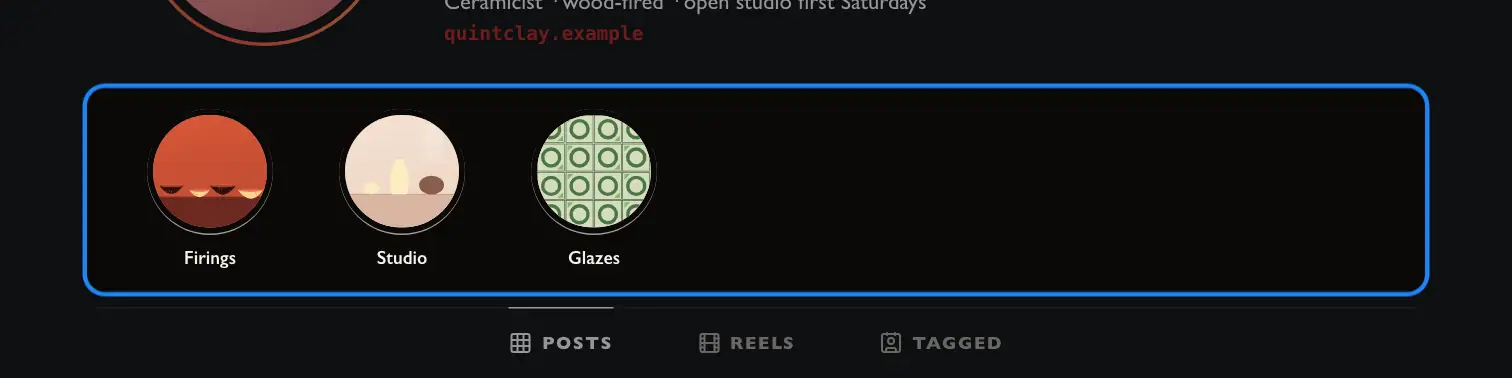 Ceramicist · wood-fired · open studio first Saturdays
quintclay.example
Firings
Studio
Glazes
POSTS
REELS
TAGGED